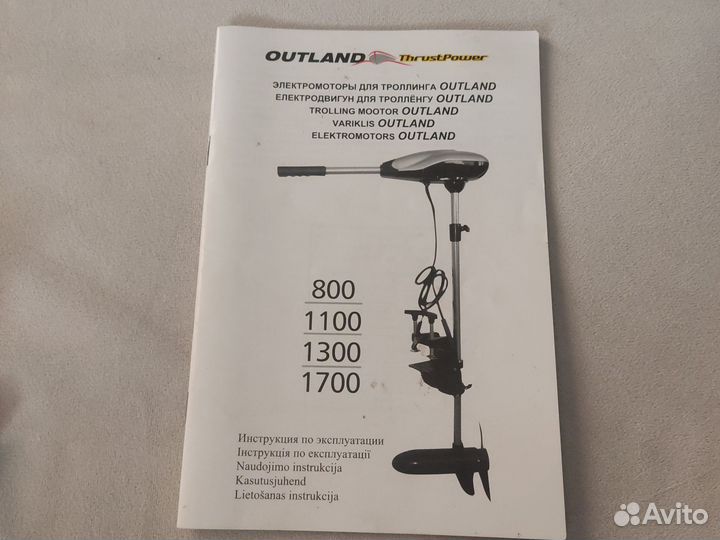 OUTLAND ThrustPower
ЭЛЕКТРОМОТОРЫ ДЛЯ ТРОЛЛИНГА OUTLAND
ЕЛЕКТРОДВИГУН ДЛЯ ТРОЛЛЁНГУ OUTLAND
TROLLING MOOTOR OUTLAND
VARIKLIS OUTLAND
ELEKTROMOTORS OUTLAND
800
1100
1300
1700
Инструкция по эксплуатации
Інструкція по експлуатації
Naudojimo instrukcija
Kasutusjuhend
Lietošanas instrukcija
Avito